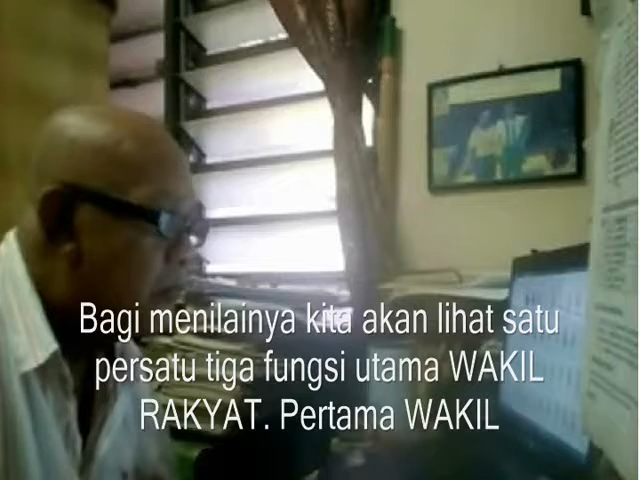 Bagi menilainya kita akan lihat satu
persatu tiga fungsi utama WAKIL
RAKYAT. Pertama WAKIL